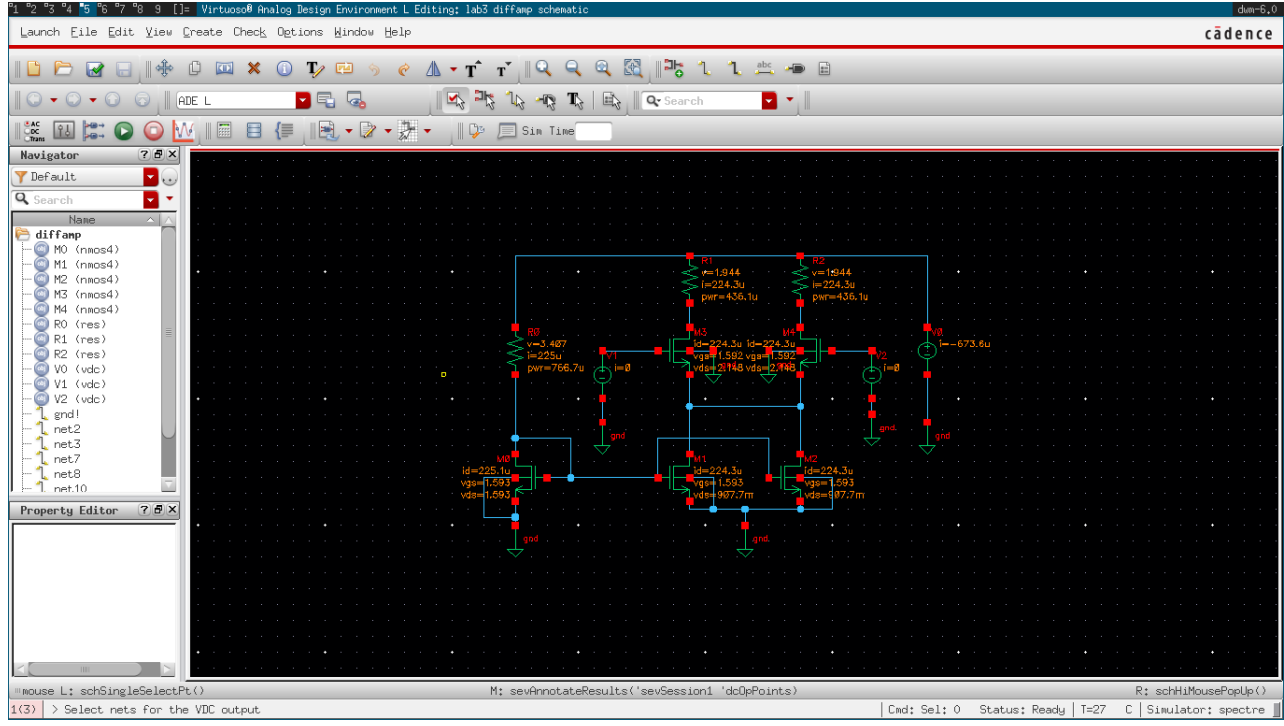 1 2 3 4 5 6 7 8 9 []= Virtuoso® Analog Design Environment L Editing: lab3 diffamp schematic dwm-6.0
Launch File Edit View Create Check Options Window Help cādence
ADE L Search
AC DC Trans Sim Time
Navigator
Default
Search
Name
diffamp
M0 (nmos4)
M1 (nmos4)
M2 (nmos4)
M3 (nmos4)
M4 (nmos4)
R0 (res)
R1 (res)
R2 (res)
V0 (vdc)
V1 (vdc)
V2 (vdc)
gnd!
net2
net3
net7
net8
net10
Property Editor
R1
v=1.944
i=224.3u
pwr=436.1u
R2
v=1.944
i=224.3u
pwr=436.1u
R0
v=3.407
i=225u
pwr=766.7u
M3
id=224.3u
vgs=1.592
vds=2.148
M4
id=224.3u
vgs=1.592
vds=2.148
V1
i=0
V2
i=0
i=-673.6u
gnd
gnd
gnd
M0
id=225.1u
vgs=1.593
vds=1.593
M1
id=224.3u
vgs=1.593
vds=907.7m
M2
id=224.3u
vgs=1.593
vds=907.7m
gnd
gnd
mouse L: schSingleSelectPt() M: sevAnnotateResults('sevSession1 'dcOpPoints) R: schHiMousePopUp()
1(3) > Select nets for the VDC output Cmd: Sel: 0 Status: Ready T=27 C Simulator: spectre